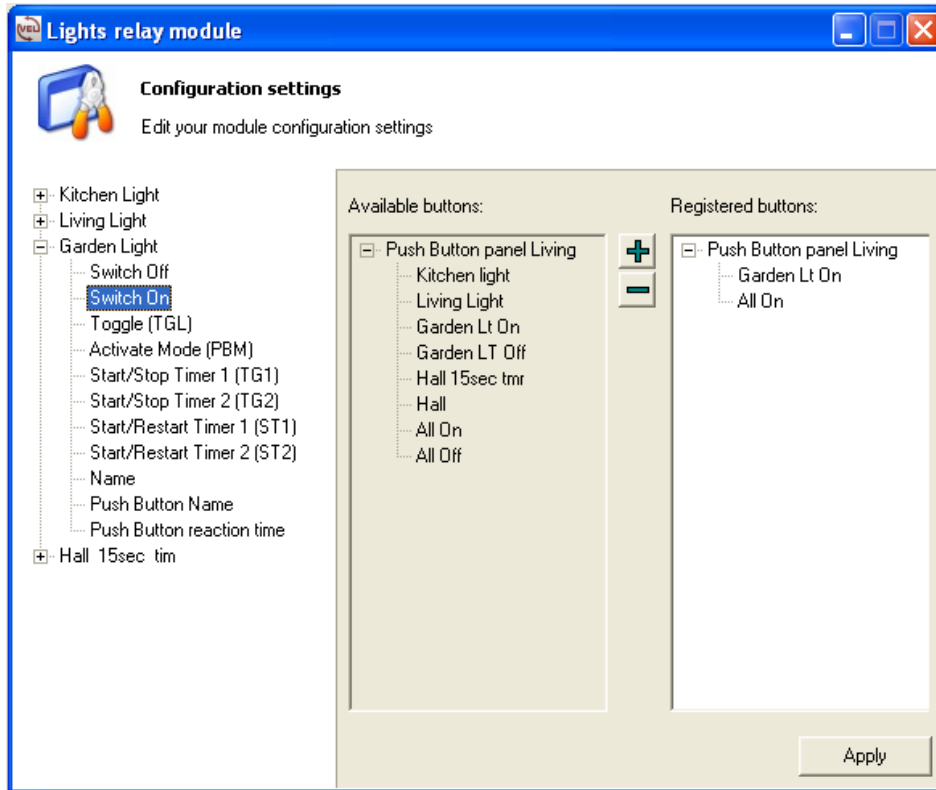 VEL Lights relay module
Configuration settings
Edit your module configuration settings
Kitchen Light
Living Light
Garden Light
Switch Off
Switch On
Toggle (TGL)
Activate Mode (PBM)
Start/Stop Timer 1 (TG1)
Start/Stop Timer 2 (TG2)
Start/Restart Timer 1 (ST1)
Start/Restart Timer 2 (ST2)
Name
Push Button Name
Push Button reaction time
Hall 15sec tim
Available buttons:
Push Button panel Living
Kitchen light
Living Light
Garden Lt On
Garden LT Off
Hall 15sec tmr
Hall
All On
All Off
Registered buttons:
Push Button panel Living
Garden Lt On
All On
Apply